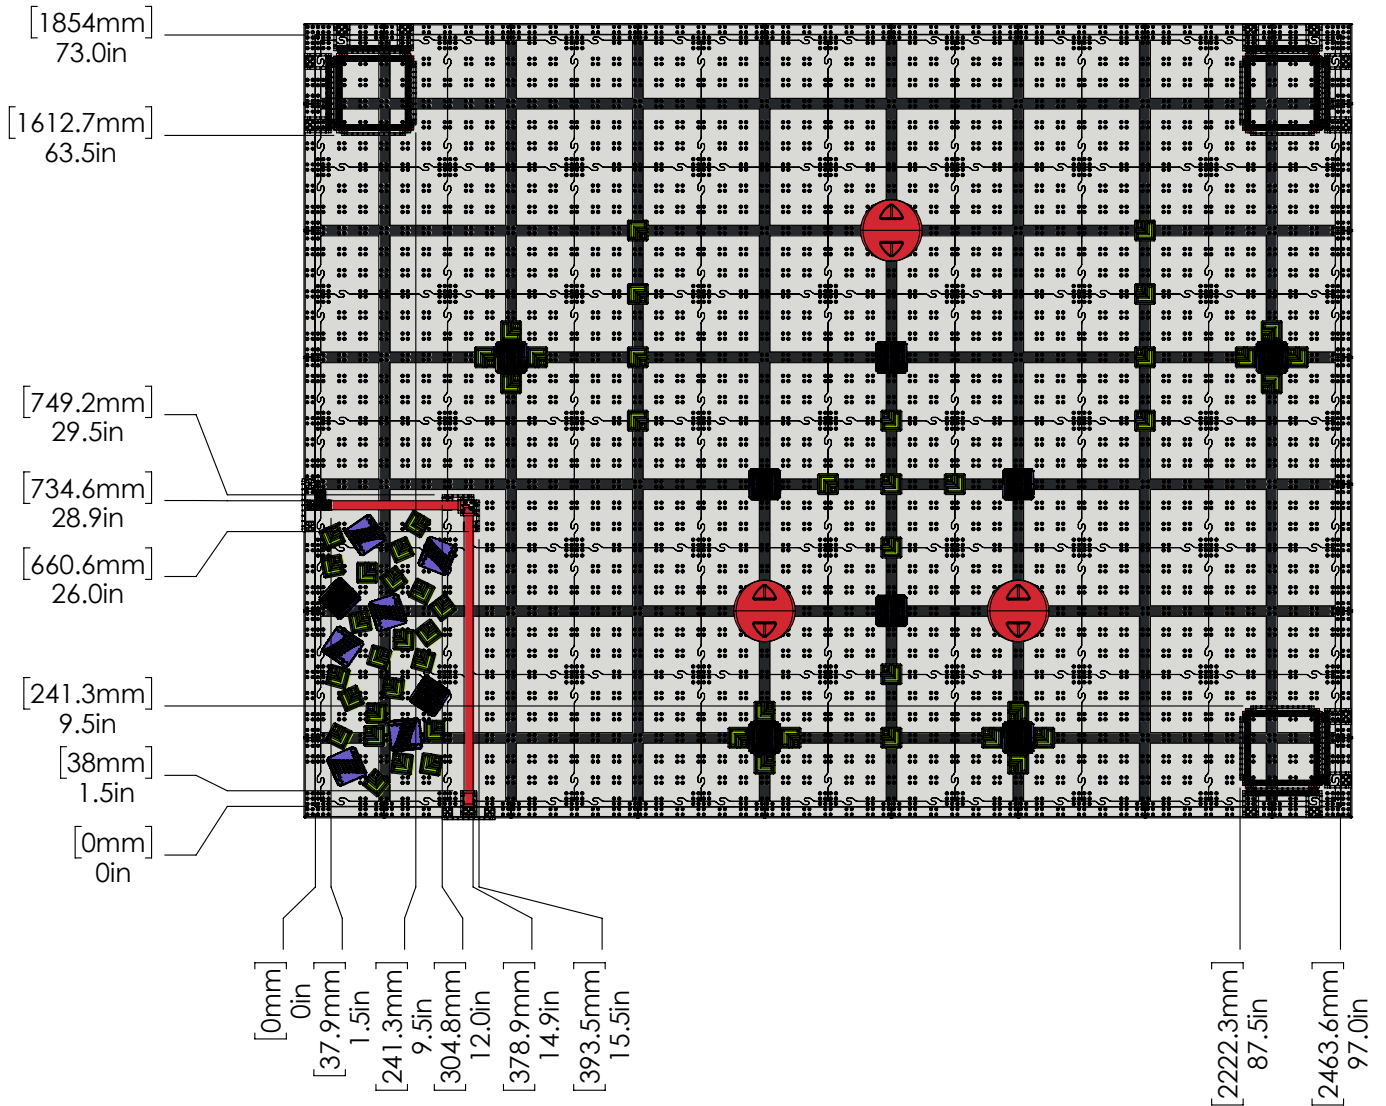 [1854mm]
73.0in
[1612.7mm]
63.5in
[749.2mm]
29.5in
[734.6mm]
28.9in
[660.6mm]
26.0in
[241.3mm]
9.5in
[38mm]
1.5in
[0mm]
0in
[0mm]
0in
[37.9mm]
1.5in
[241.3mm]
9.5in
[304.8mm]
12.0in
[378.9mm]
14.9in
[393.5mm]
15.5in
[2222.3mm]
87.5in
[2463.6mm]
97.0in